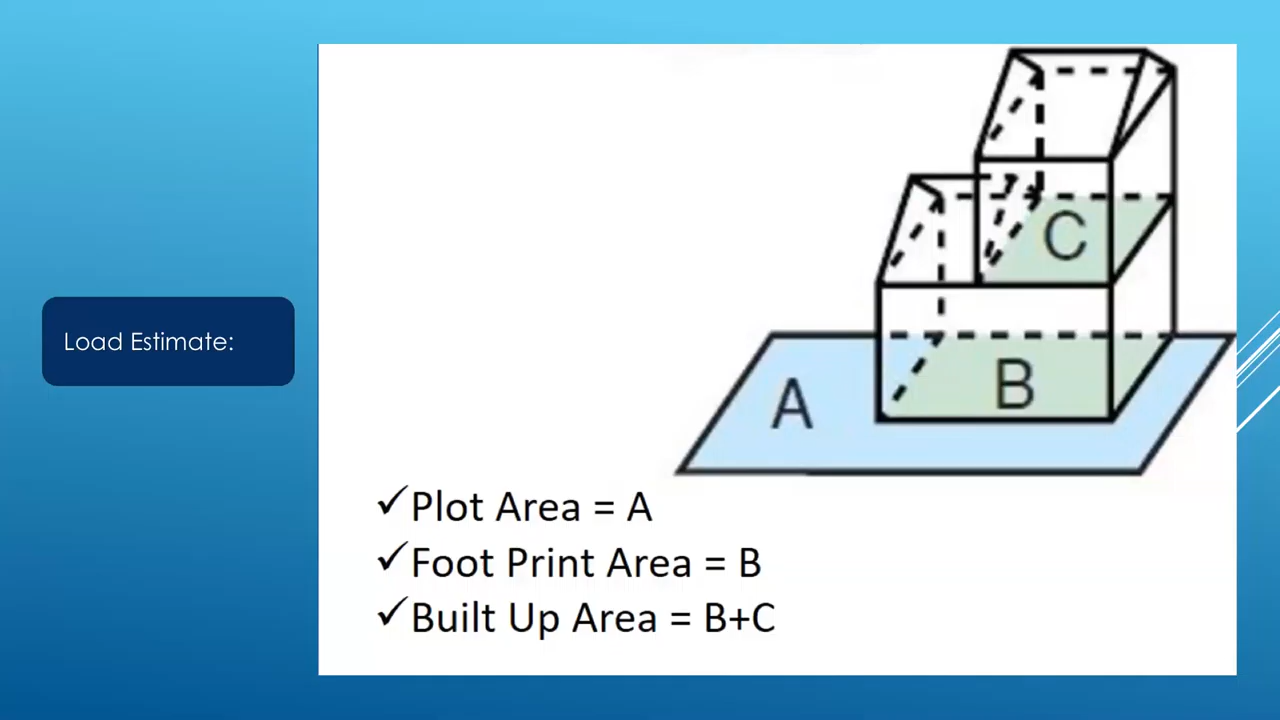 Load Estimate:
C
B
A
✓Plot Area = A
✓Foot Print Area = B
✓Built Up Area = B+C